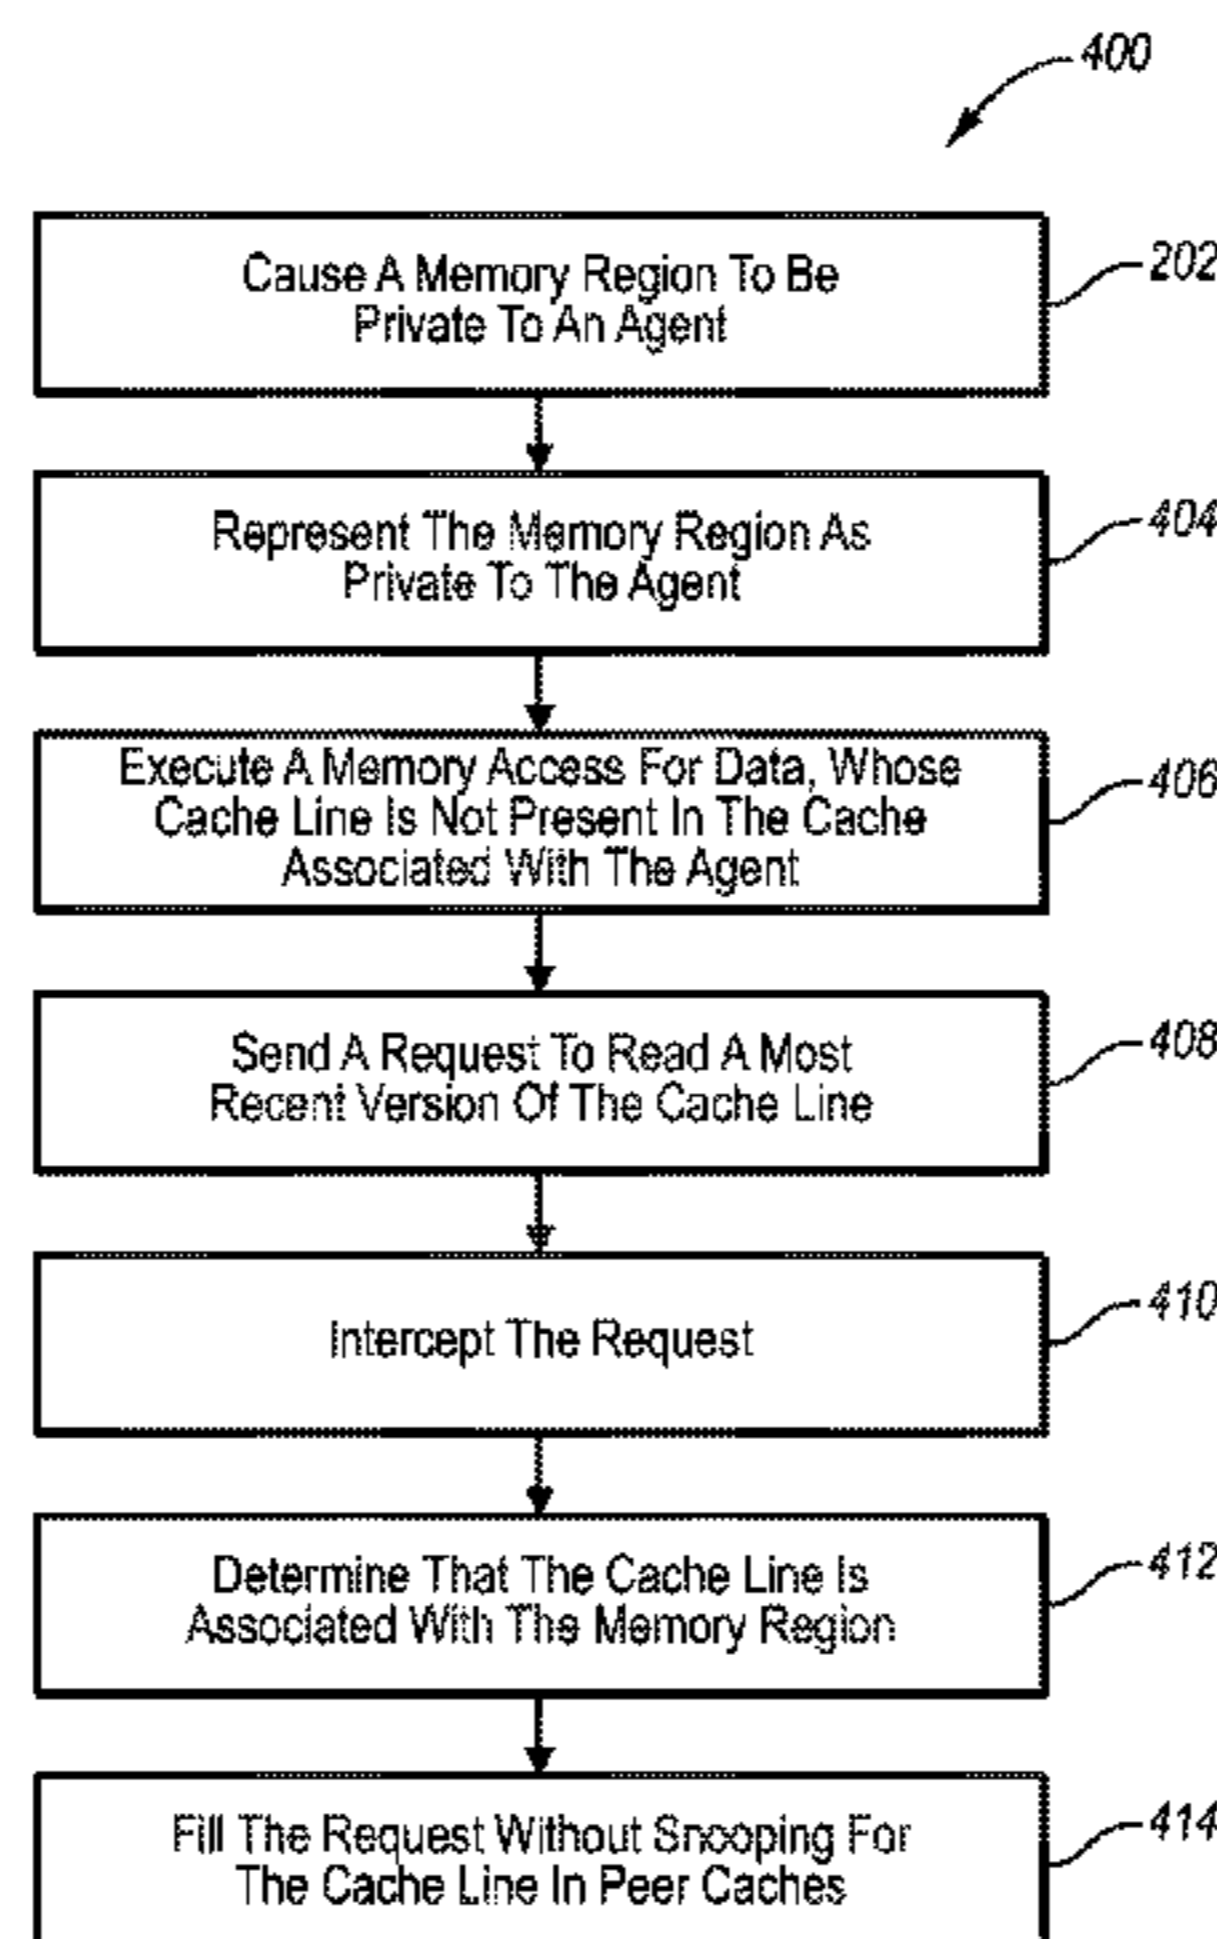 400
Cause A Memory Region To Be
Private To An Agent
202
Represent The Memory Region As
Private To The Agent
404
Execute A Memory Access For Data, Whose
Cache Line Is Not Present In The Cache
Associated With The Agent
406
Send A Request To Read A Most
Recent Version Of The Cache Line
408
Intercept The Request
410
Determine That The Cache Line Is
Associated With The Memory Region
412
Fill The Request Without Snooping For
The Cache Line In Peer Caches
414